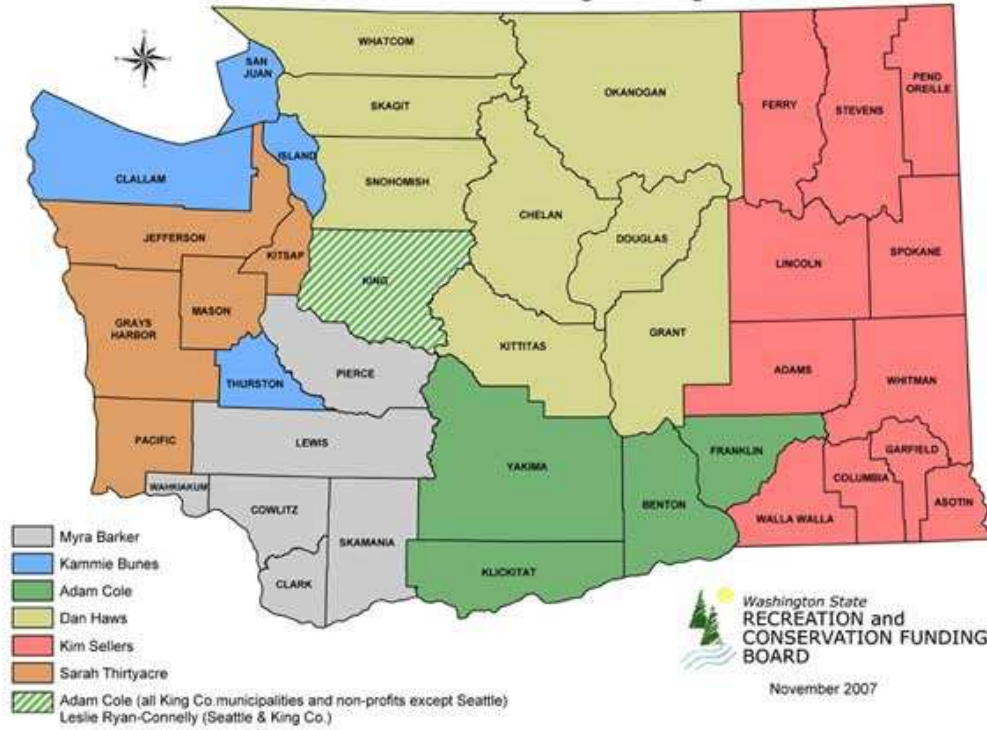 WHATCOM
SAN
JUAN
SKAGIT
OKANOGAN
FERRY
STEVENS
PEND
OREILLE
ISLAND
CLALLAM
SNOHOMISH
CHELAN
DOUGLAS
JEFFERSON
KITSAP
KING
LINCOLN
SPOKANE
GRAYS
HARBOR
MASON
KITTITAS
GRANT
THURSTON
PIERCE
ADAMS
WHITMAN
PACIFIC
LEWIS
YAKIMA
FRANKLIN
GARFIELD
WAHKIAKUM
COLUMBIA
COWLITZ
BENTON
ASOTIN
WALLA WALLA
SKAMANIA
CLARK
KLICKITAT
Myra Barker
Kammie Bunes
Adam Cole
Dan Haws
Kim Sellers
Sarah Thirtyacre
Adam Cole (all King Co.municipalities and non-profits except Seattle)
Leslie Ryan-Connelly (Seattle & King Co.)
Washington State
RECREATION and
CONSERVATION FUNDING
BOARD
November 2007